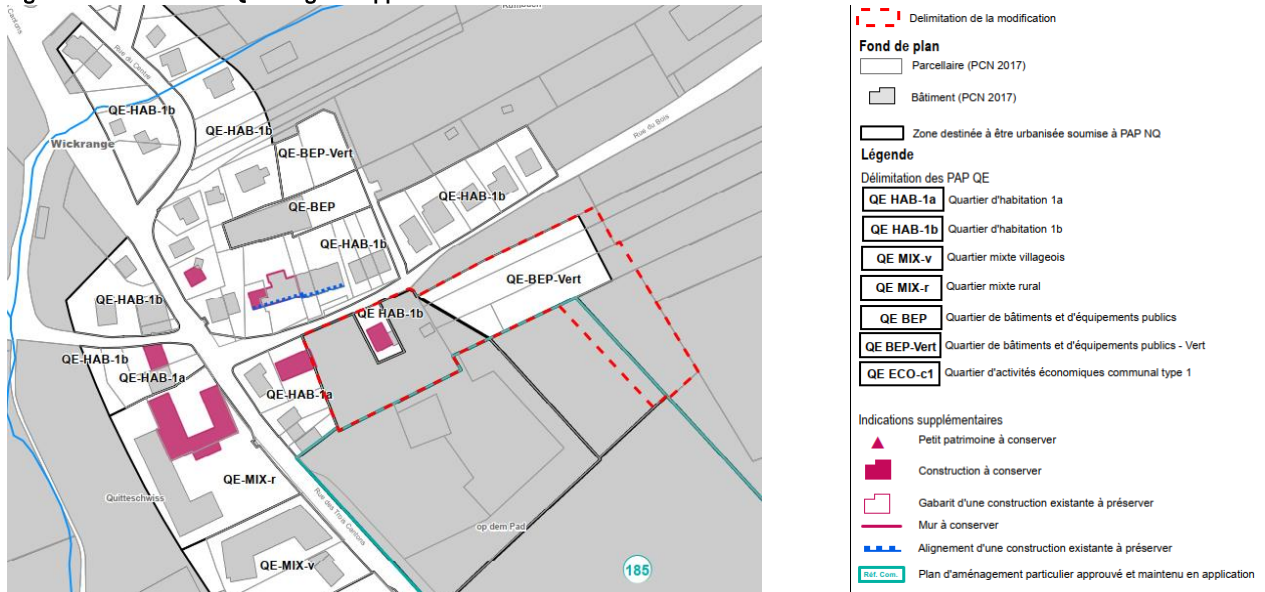 Cantons
Rue du Centre
QE-HAB-1b
QE-HAB-1b
Wickrange
QE-BEP-Vert
Rue du Bois
QE-HAB-1b
QE-BEP
QE-HAB-1b
QE-BEP-Vert
QE-HAB-1b
QE HAB-1b
QE-HAB-1b
QE-HAB-1a
QE-HAB-1a
QE-MIX-r
Quitteschwiss
Rue des Trois Cantons
op dem Pad
QE-MIX-v
185
Delimitation de la modification
Fond de plan
Parcellaire (PCN 2017)
Bâtiment (PCN 2017)
Zone destinée à être urbanisée soumise à PAP NQ
Légende
Délimitation des PAP QE
QE HAB-1a Quartier d'habitation 1a
QE HAB-1b Quartier d'habitation 1b
QE MIX-v Quartier mixte villageois
QE MIX-r Quartier mixte rural
QE BEP Quartier de bâtiments et d'équipements publics
QE BEP-Vert Quartier de bâtiments et d'équipements publics - Vert
QE ECO-c1 Quartier d'activités économiques communal type 1
Indications supplémentaires
Petit patrimoine à conserver
Construction à conserver
Gabarit d'une construction existante à préserver
Mur à conserver
Alignement d'une construction existante à préserver
Réf. Com. Plan d'aménagement particulier approuvé et maintenu en application